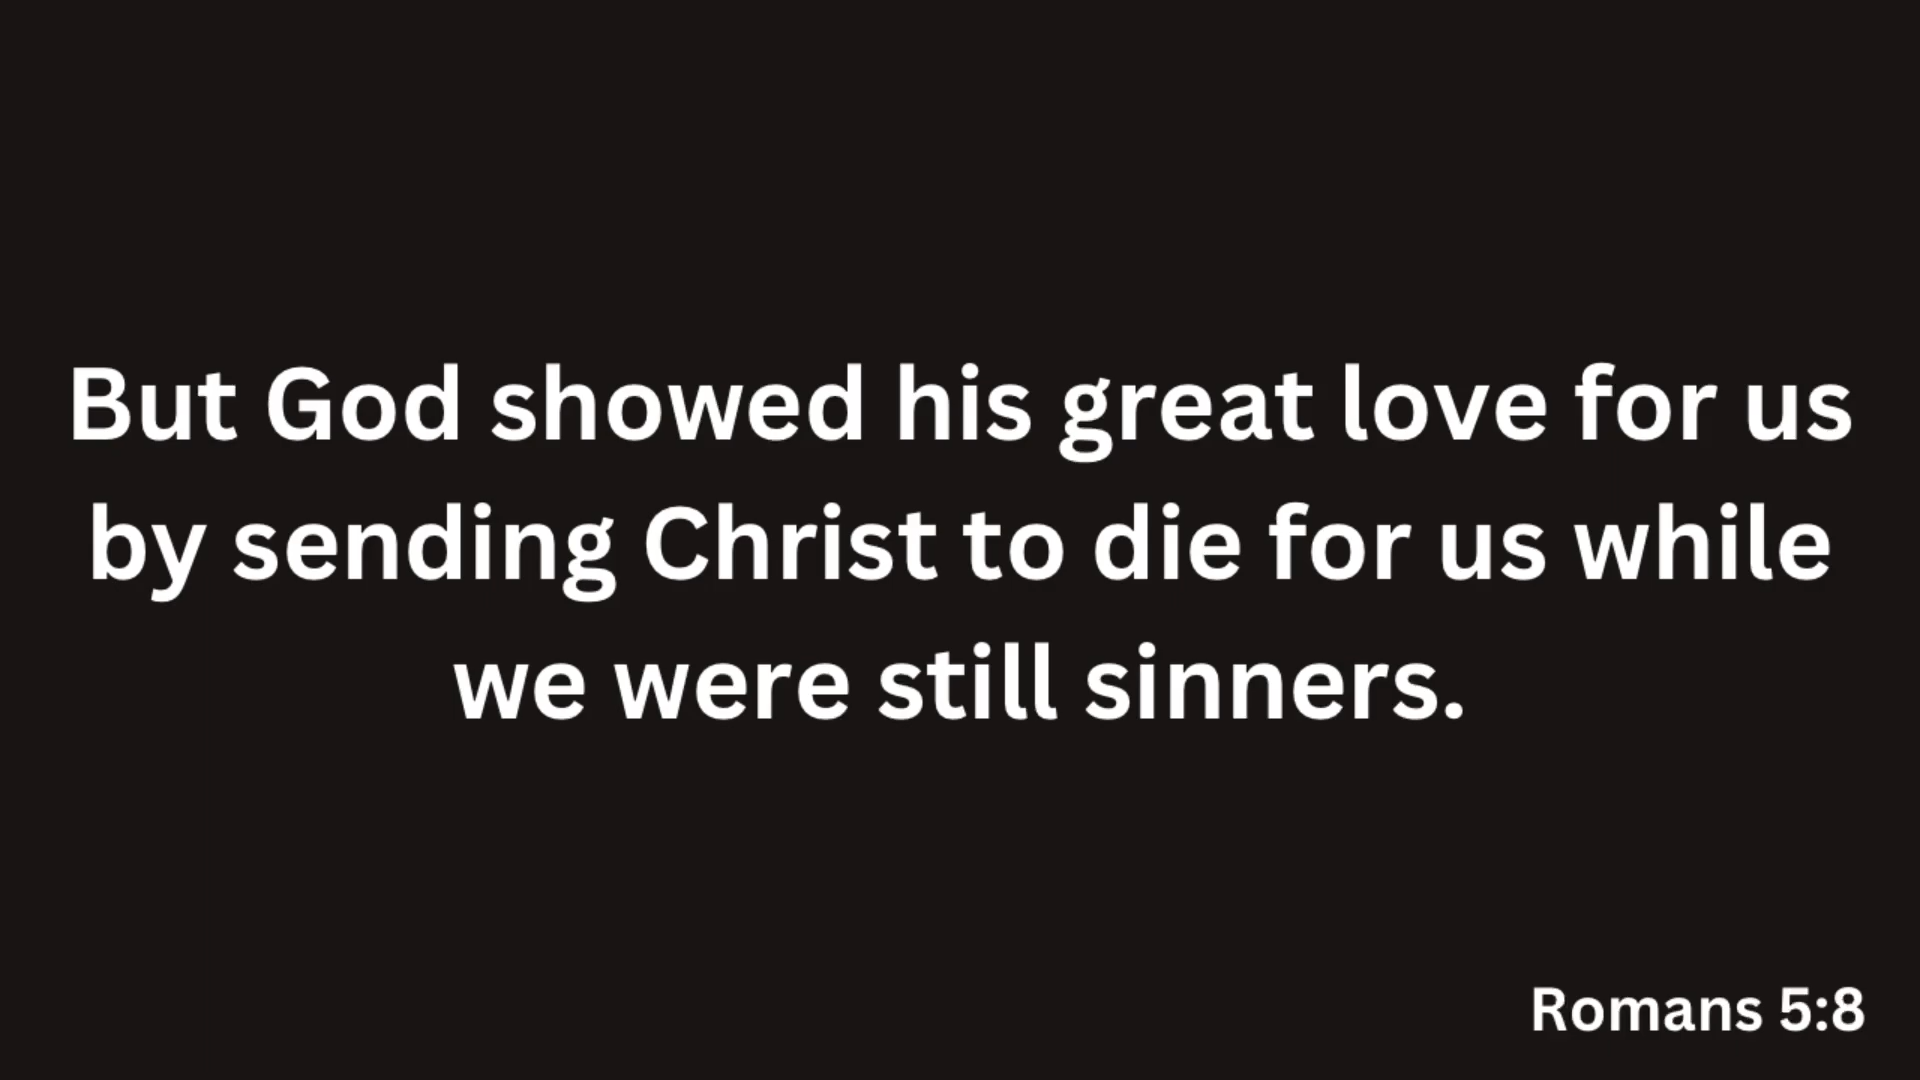 But God showed his great love for us
by sending Christ to die for us while
we were still sinners.
Romans 5:8